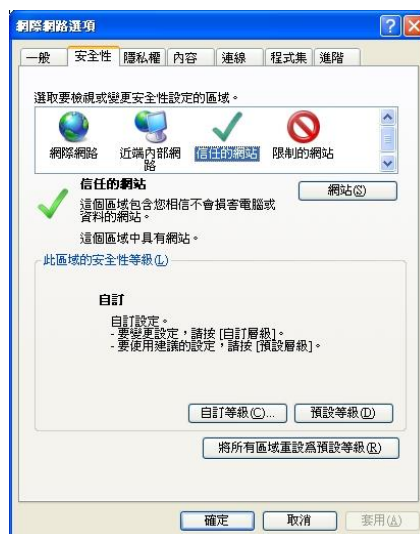 網際網路選項
一般 安全性 隱私權 內容 連線 程式集 進階
選取要檢視或變更安全性設定的區域。
網際網路 近端內部網路 信任的網站 限制的網站
信任的網站
網站(S)
這個區域包含您相信不會損害電腦或
資料的網站。
這個區域中具有網站。
此區域的安全性等級(L)
自訂
自訂設定。
- 要變更設定，請按 [自訂層級]。
- 要使用建議的設定，請按 [預設層級]。
自訂等級(C)... 預設等級(D)
將所有區域重設為預設等級(R)
確定 取消 套用(A)